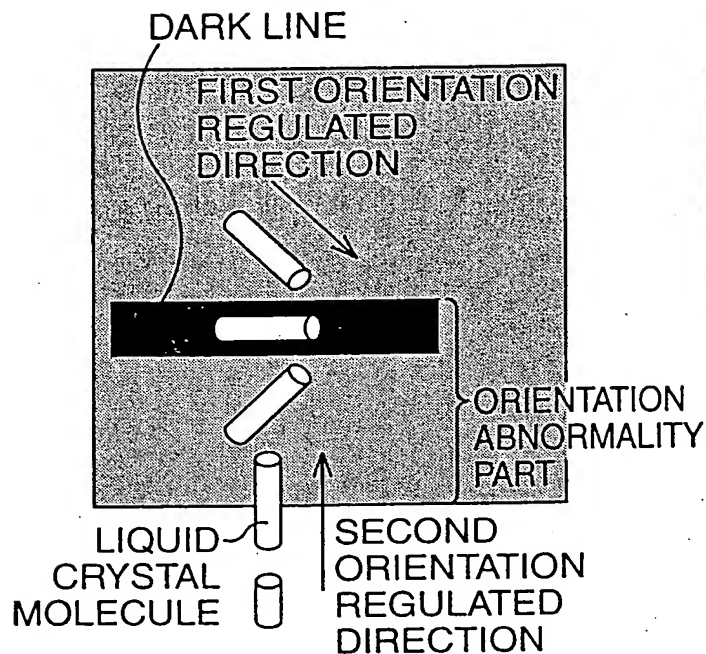 DARK LINE
FIRST ORIENTATION
REGULATED
DIRECTION
ORIENTATION
ABNORMALITY
PART
LIQUID
CRYSTAL
MOLECULE
SECOND
ORIENTATION
REGULATED
DIRECTION